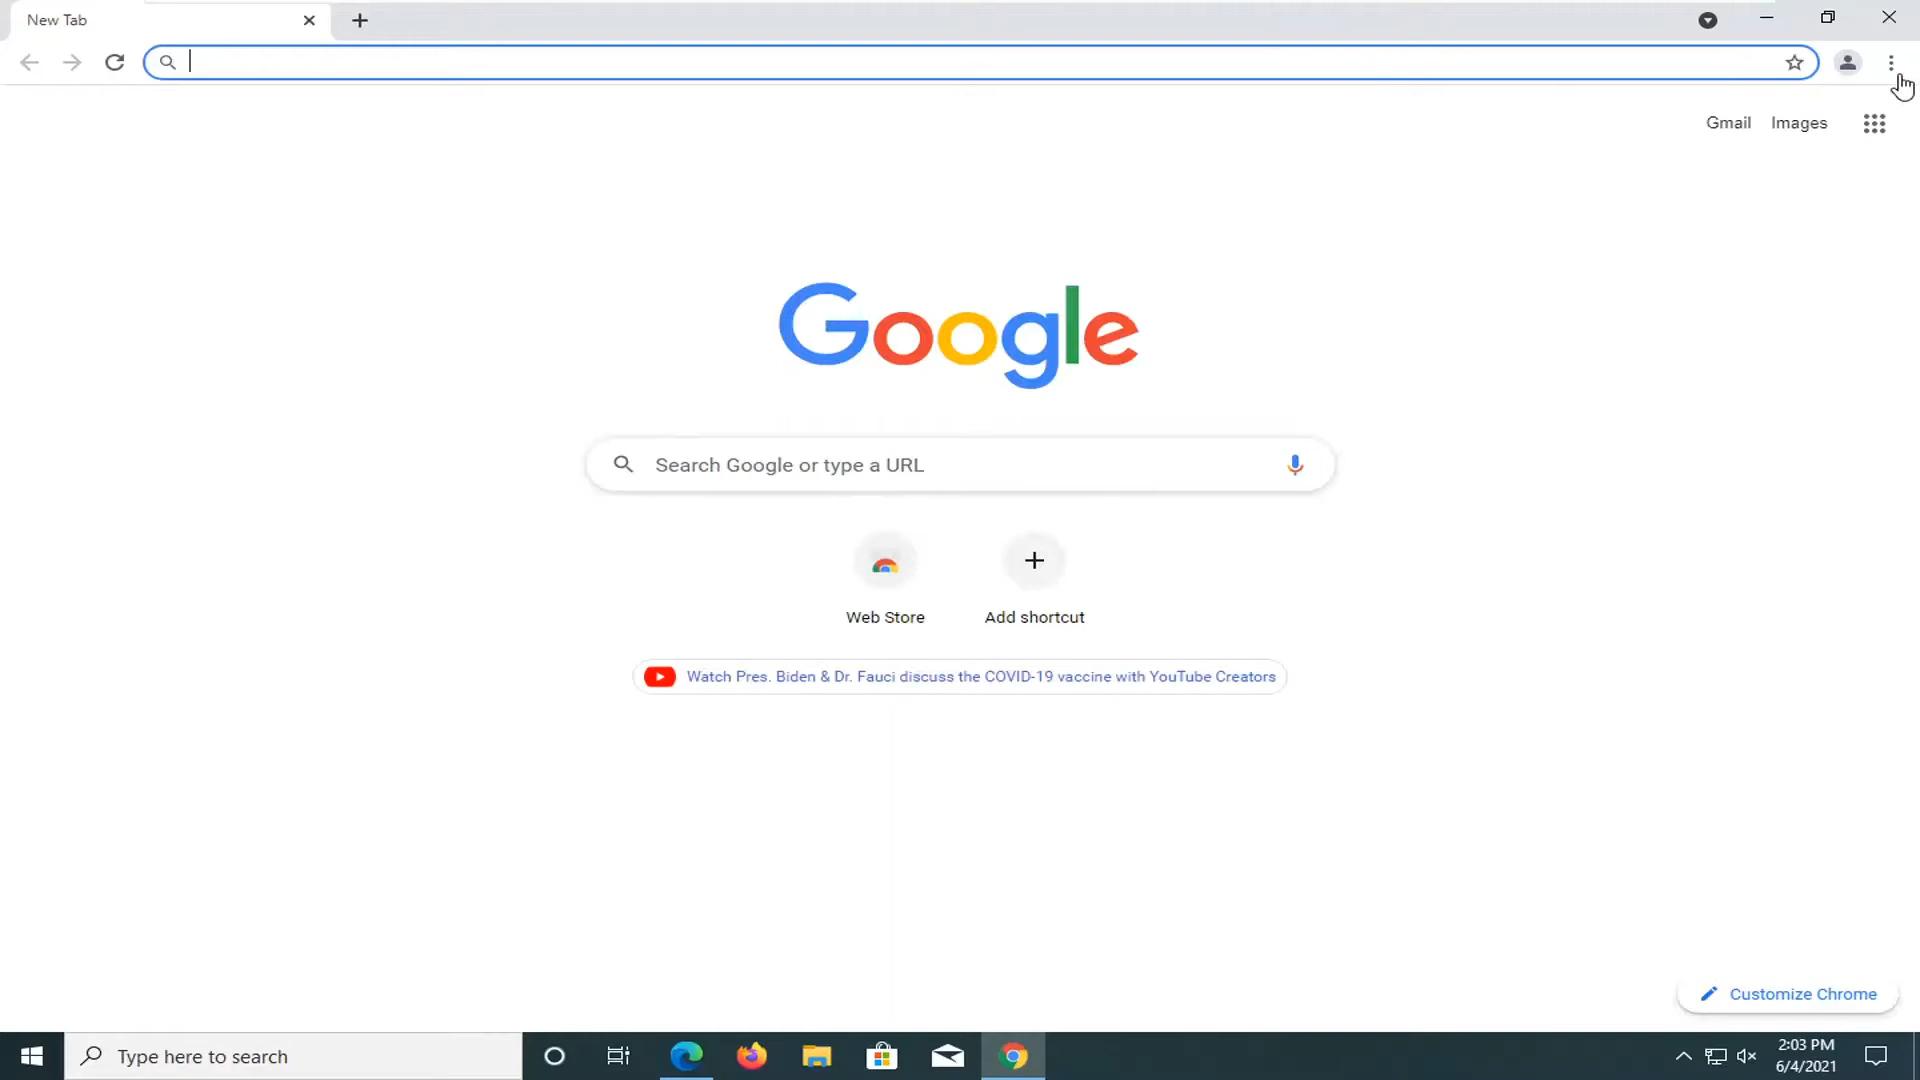 New Tab
Gmail Images
Google
Search Google or type a URL
Web Store Add shortcut
Watch Pres. Biden & Dr. Fauci discuss the COVID-19 vaccine with YouTube Creators
Customize Chrome
Type here to search
2:03 PM
6/4/2021